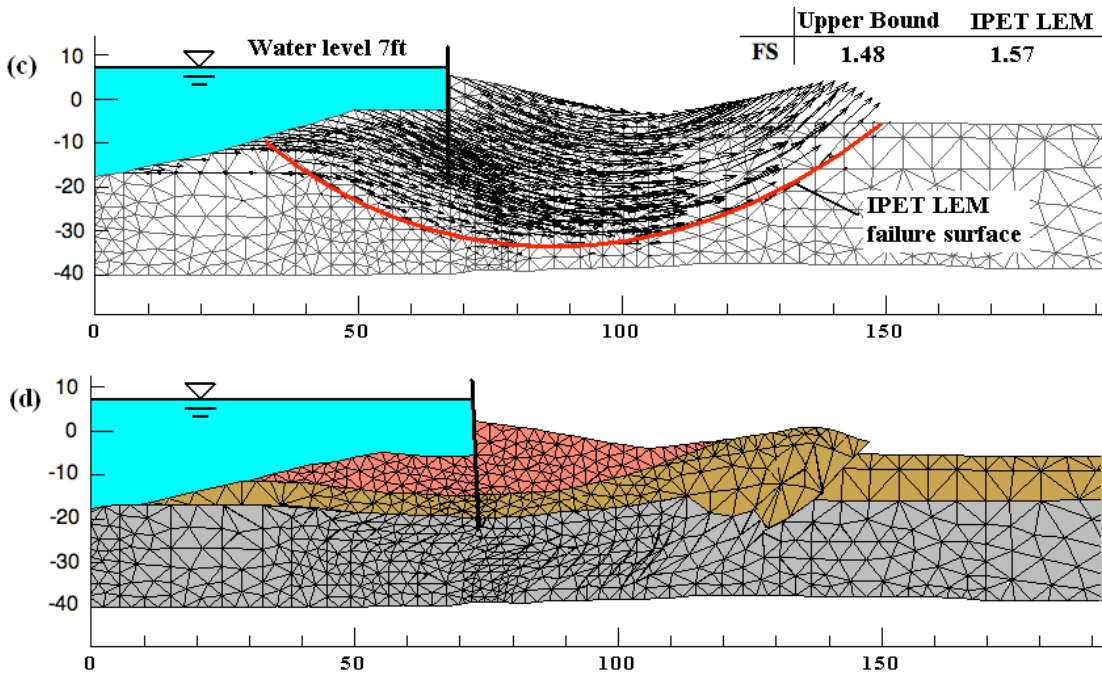 Upper Bound IPET LEM
FS 1.48 1.57
(c)
Water level 7ft
10
0
-10
-20
-30
-40
IPET LEM
failure surface
0 50 100 150
(d)
10
0
-10
-20
-30
-40
0 50 100 150